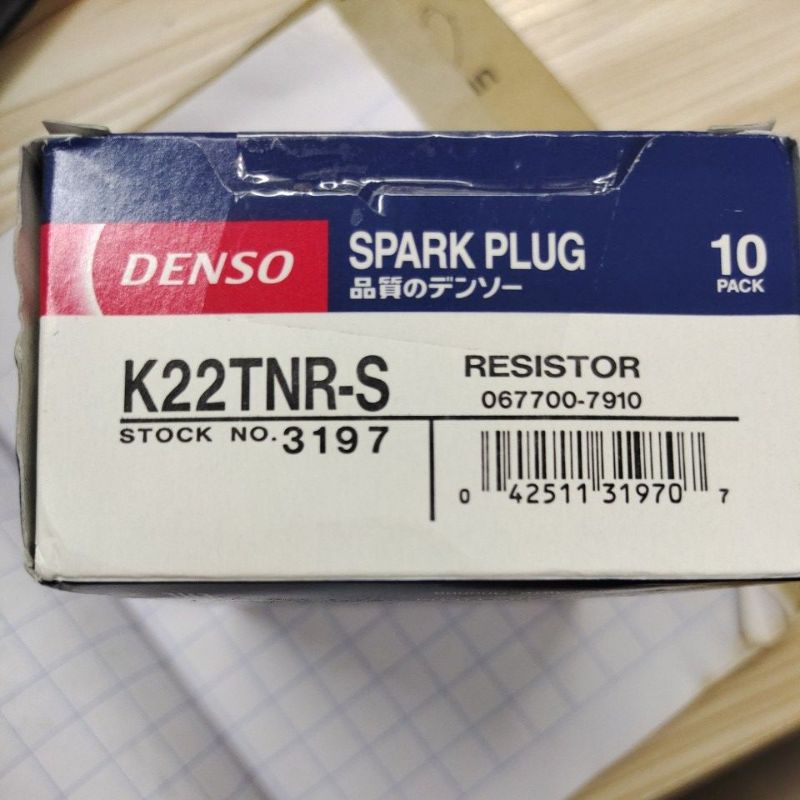 DENSO
SPARK PLUG
品質のデンソー
10
PACK
K22TNR-S
RESISTOR
067700-7910
STOCK NO. 3197
0 42511 31970 7